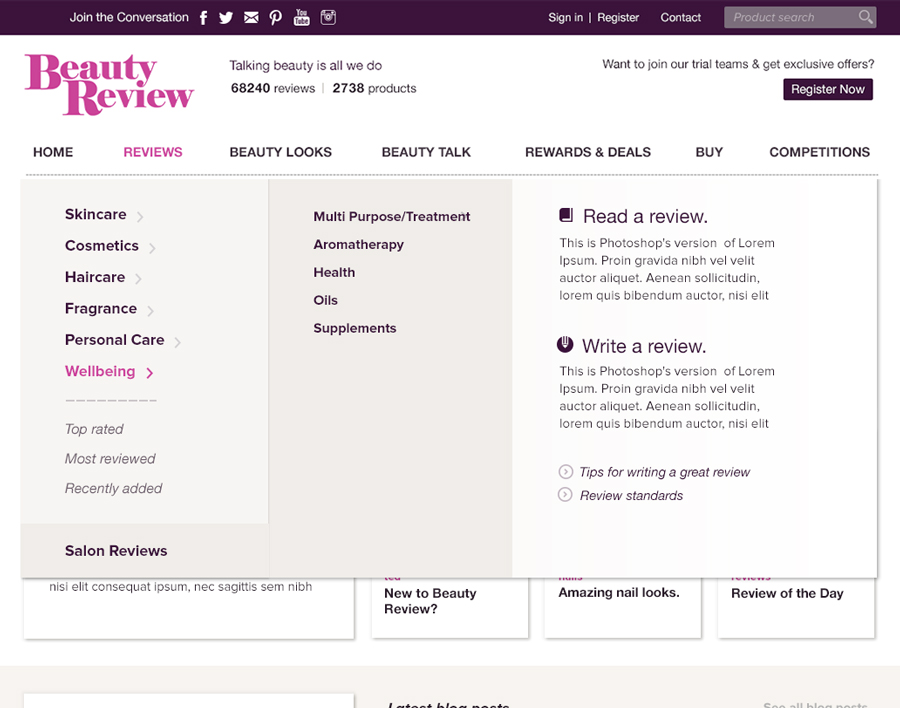 Join the Conversation
You
Tube
Sign in | Register
Contact
Product search
Beauty
Review
Talking beauty is all we do
68240 reviews | 2738 products
Want to join our trial teams & get exclusive offers?
Register Now
HOME
REVIEWS
BEAUTY LOOKS
BEAUTY TALK
REWARDS & DEALS
BUY
COMPETITIONS
Skincare
Cosmetics
Haircare
Fragrance
Personal Care
Wellbeing
Top rated
Most reviewed
Recently added
Salon Reviews
Multi Purpose/Treatment
Aromatherapy
Health
Oils
Supplements
Read a review.
This is Photoshop's version of Lorem
Ipsum. Proin gravida nibh vel velit
auctor aliquet. Aenean sollicitudin,
lorem quis bibendum auctor, nisi elit
Write a review.
This is Photoshop's version of Lorem
Ipsum. Proin gravida nibh vel velit
auctor aliquet. Aenean sollicitudin,
lorem quis bibendum auctor, nisi elit
Tips for writing a great review
Review standards
nisi elit consequat ipsum, nec sagittis sem nibh
New to Beauty
Review?
nails
Amazing nail looks.
reviews
Review of the Day
Latest blog posts
See all blog posts